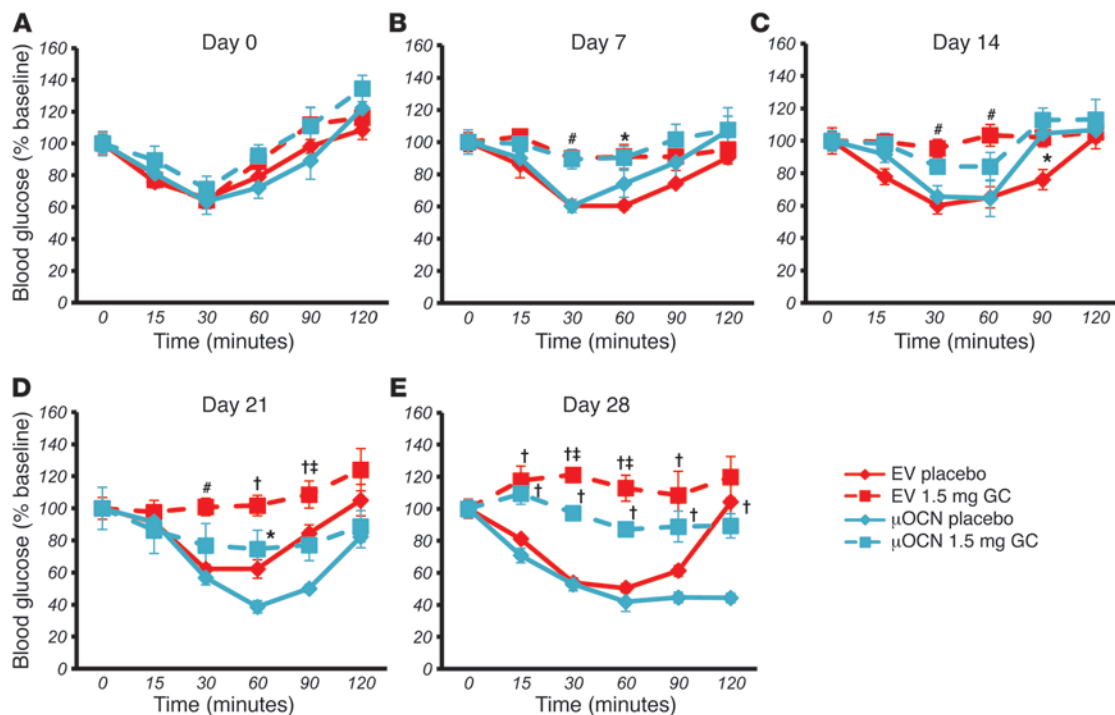 A
Day 0
Blood glucose (% baseline)
160
140
120
100
80
60
40
20
0
0 15 30 60 90 120
Time (minutes)
B
Day 7
160
140
120
100
80
60
40
20
0
# *
0 15 30 60 90 120
Time (minutes)
C
Day 14
160
140
120
100
80
60
40
20
0
# #
*
0 15 30 60 90 120
Time (minutes)
D
Day 21
Blood glucose (% baseline)
160
140
120
100
80
60
40
20
0
# † †‡
*
0 15 30 60 90 120
Time (minutes)
E
Day 28
160
140
120
100
80
60
40
20
0
† †‡ †‡ †
† † † † †
0 15 30 60 90 120
Time (minutes)
EV placebo
EV 1.5 mg GC
µOCN placebo
µOCN 1.5 mg GC